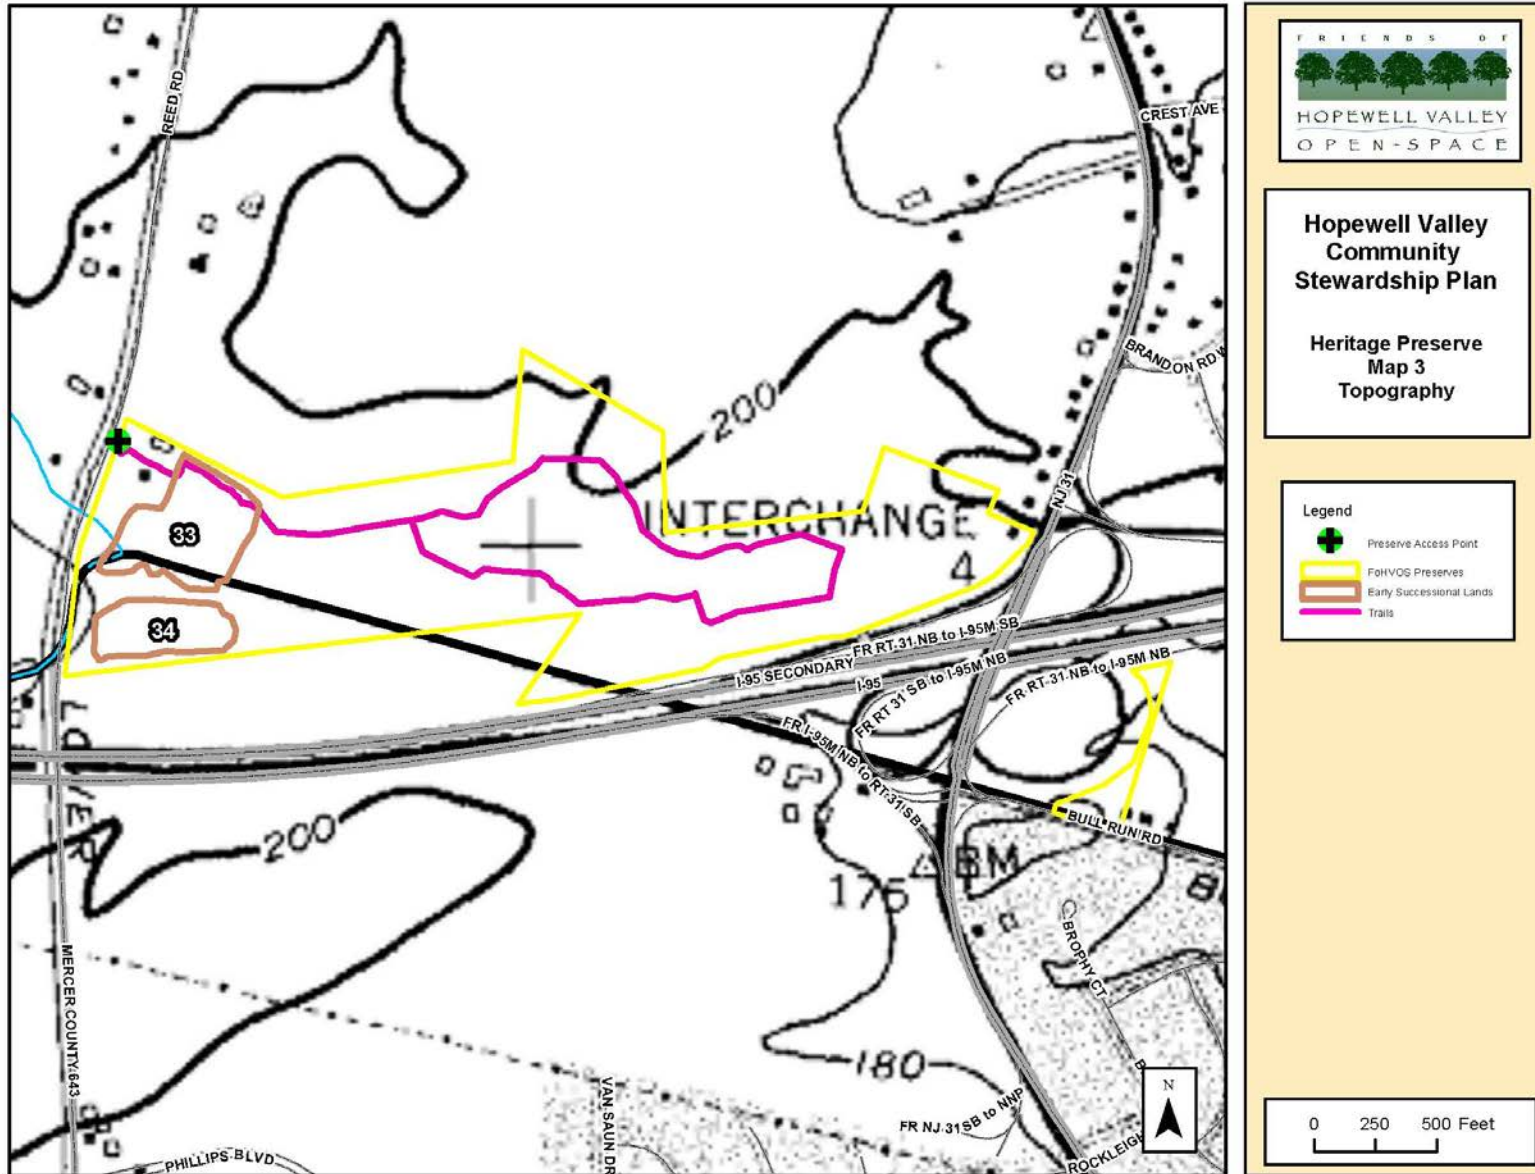 REED RD
CREST AVE
BRANDON RD W
200
NJ 31
INTERCHANGE
4
33
34
FR RT 31 NB to I-95M SB
I-95 SECONDARY
I-95
FR RT 31 SB to I-95M NB
FR RT 31 NB to I-95M NB
FR I-95M NB to RT 31 SB
BULL RUN RD
200
BM
175
BROPHY CT
MERCER COUNTY 643
180
FR NJ 31 SB to NNP
VAN SAUN DR
PHILLIPS BLVD
ROCKLEIGH
N
FRIENDS OF
HOPEWELL VALLEY
OPEN-SPACE
Hopewell Valley
Community
Stewardship Plan
Heritage Preserve
Map 3
Topography
Legend
Preserve Access Point
FoHVOS Preserves
Early Successional Lands
Trails
0 250 500 Feet